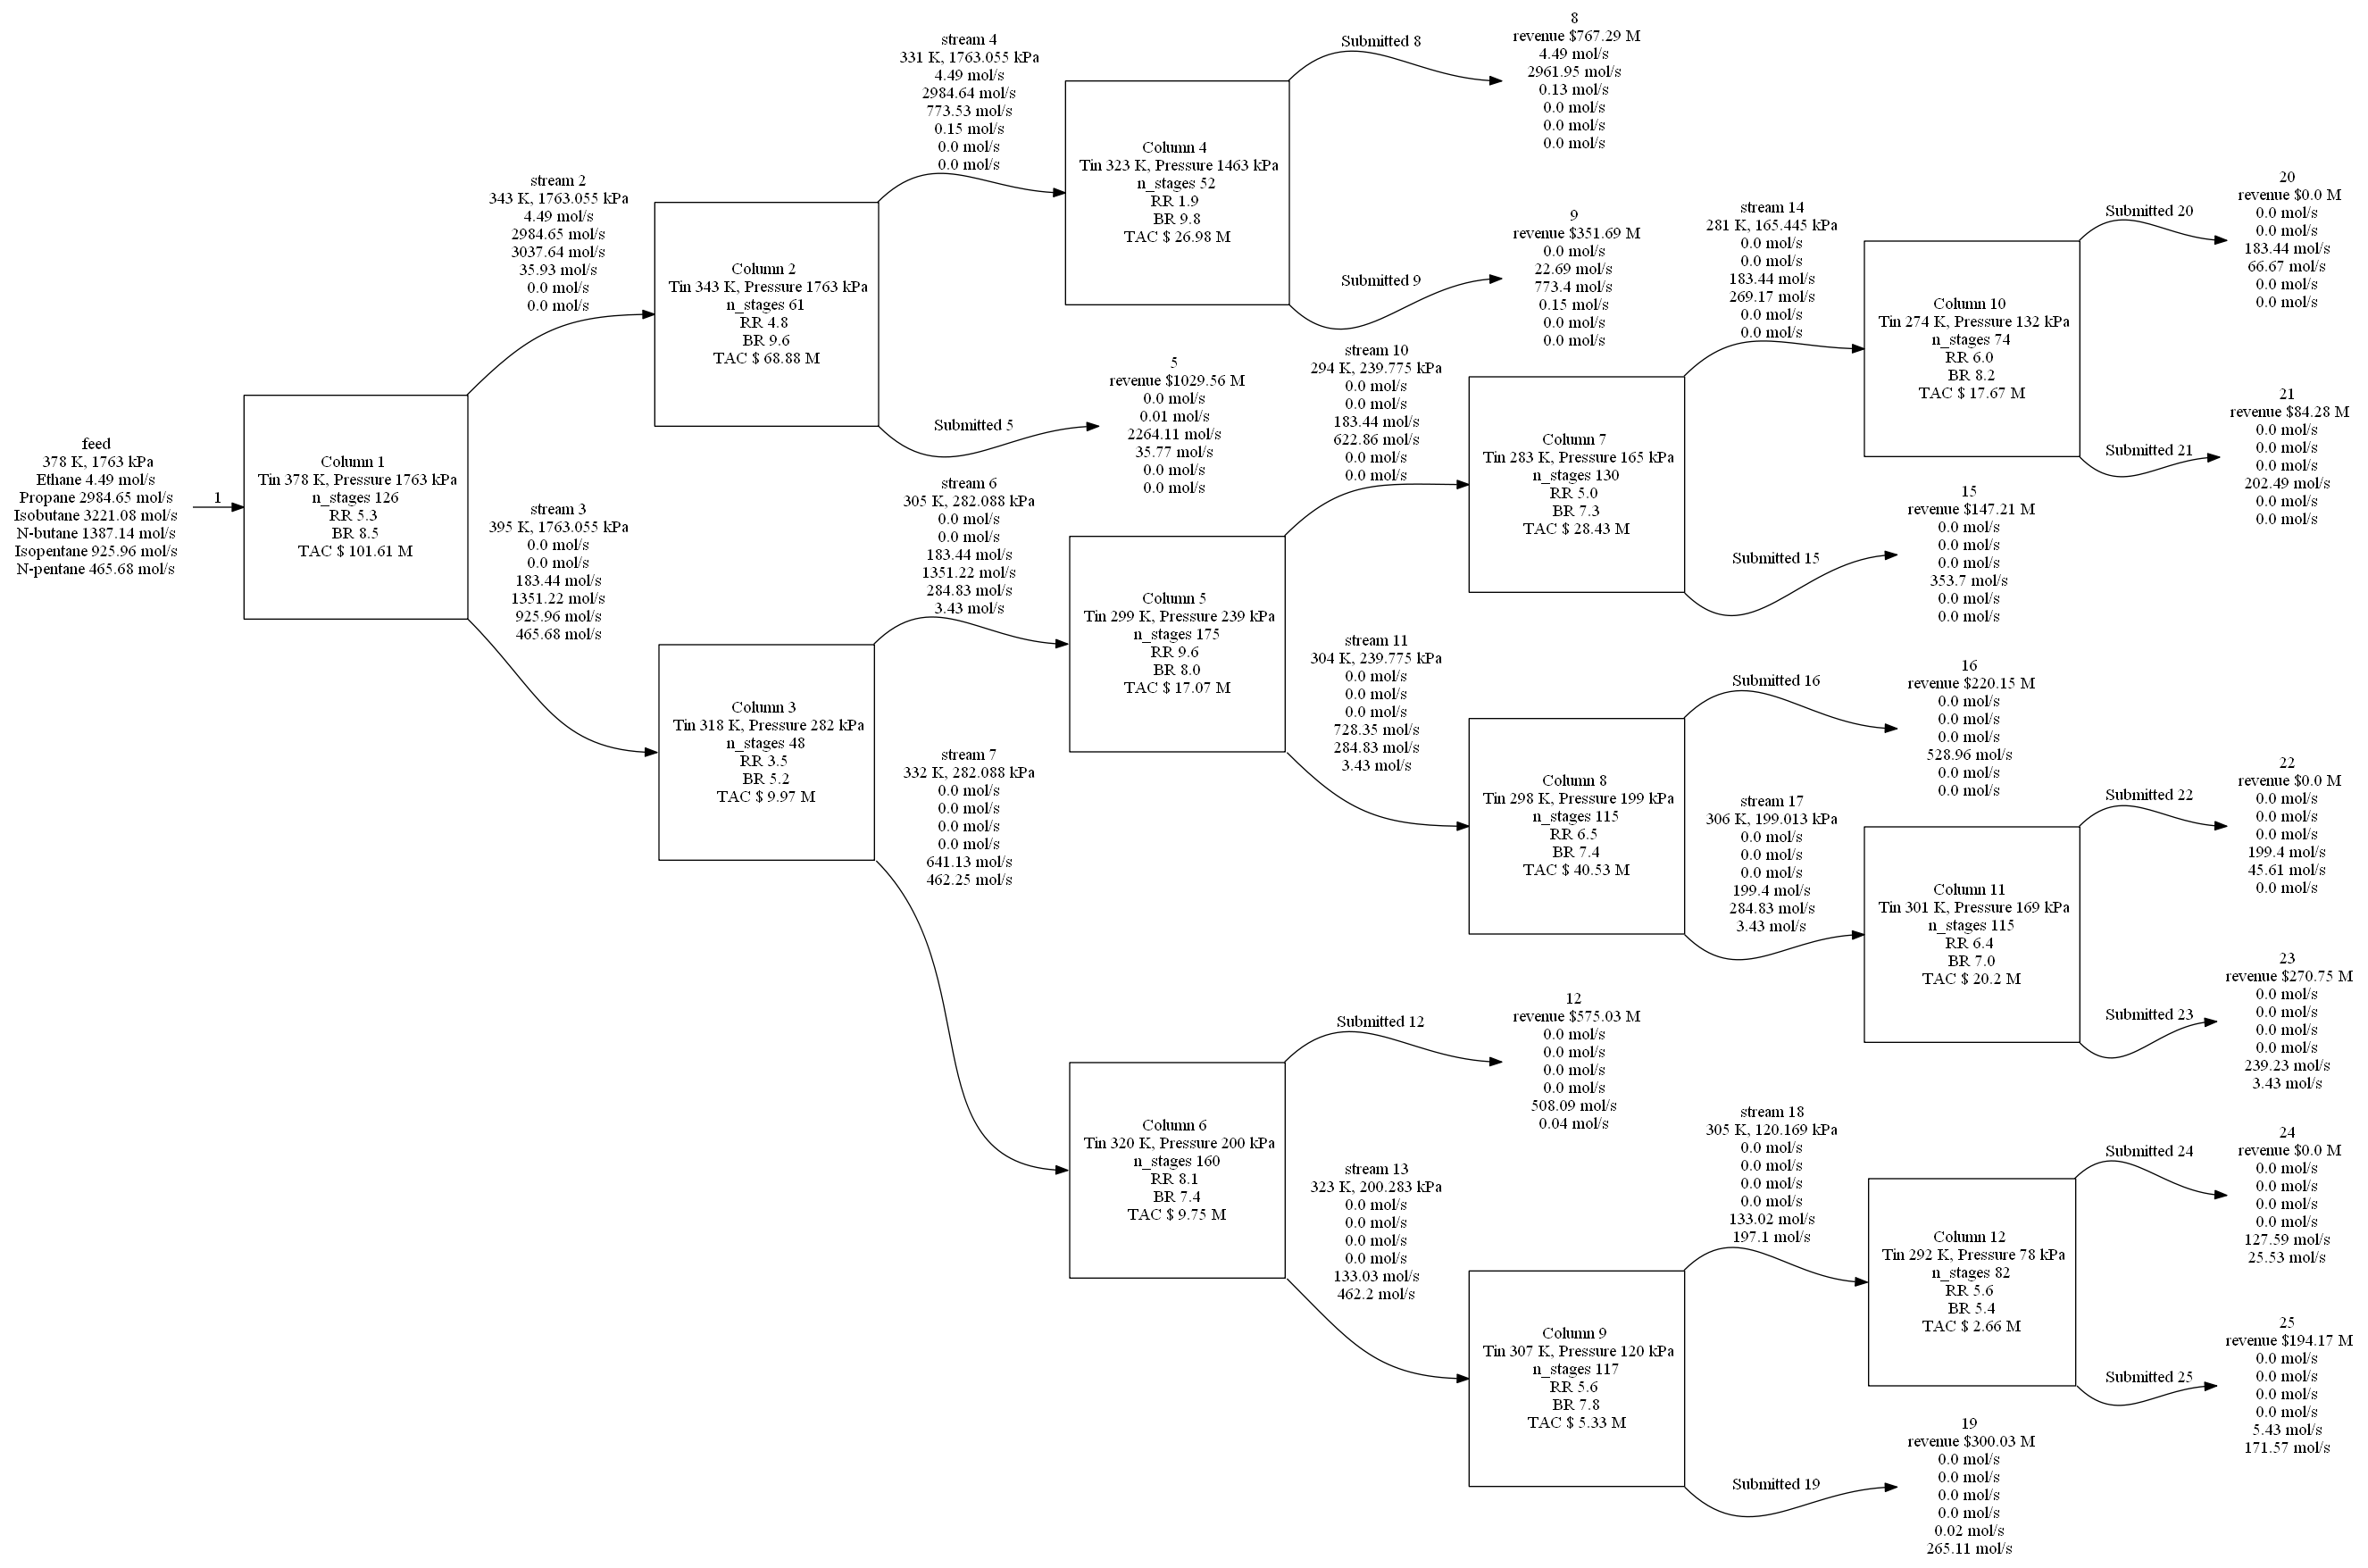 feed
378 K, 1763 kPa
Ethane 4.49 mol/s
Propane 2984.65 mol/s
Isobutane 3221.08 mol/s
N-butane 1387.14 mol/s
Isopentane 925.96 mol/s
N-pentane 465.68 mol/s
1
Column 1
Tin 378 K, Pressure 1763 kPa
n_stages 126
RR 5.3
BR 8.5
TAC $ 101.61 M
stream 2
343 K, 1763.055 kPa
4.49 mol/s
2984.65 mol/s
3037.64 mol/s
35.93 mol/s
0.0 mol/s
0.0 mol/s
stream 3
395 K, 1763.055 kPa
0.0 mol/s
0.0 mol/s
183.44 mol/s
1351.22 mol/s
925.96 mol/s
465.68 mol/s
Column 2
Tin 343 K, Pressure 1763 kPa
n_stages 61
RR 4.8
BR 9.6
TAC $ 68.88 M
Column 3
Tin 318 K, Pressure 282 kPa
n_stages 48
RR 3.5
BR 5.2
TAC $ 9.97 M
stream 4
331 K, 1763.055 kPa
4.49 mol/s
2984.64 mol/s
773.53 mol/s
0.15 mol/s
0.0 mol/s
0.0 mol/s
Submitted 5
stream 6
305 K, 282.088 kPa
0.0 mol/s
0.0 mol/s
183.44 mol/s
1351.22 mol/s
284.83 mol/s
3.43 mol/s
stream 7
332 K, 282.088 kPa
0.0 mol/s
0.0 mol/s
0.0 mol/s
0.0 mol/s
641.13 mol/s
462.25 mol/s
Column 4
Tin 323 K, Pressure 1463 kPa
n_stages 52
RR 1.9
BR 9.8
TAC $ 26.98 M
5
revenue $1029.56 M
0.0 mol/s
0.01 mol/s
2264.11 mol/s
35.77 mol/s
0.0 mol/s
0.0 mol/s
Column 5
Tin 299 K, Pressure 239 kPa
n_stages 175
RR 9.6
BR 8.0
TAC $ 17.07 M
Column 6
Tin 320 K, Pressure 200 kPa
n_stages 160
RR 8.1
BR 7.4
TAC $ 9.75 M
Submitted 8
Submitted 9
stream 10
294 K, 239.775 kPa
0.0 mol/s
0.0 mol/s
183.44 mol/s
622.86 mol/s
0.0 mol/s
0.0 mol/s
stream 11
304 K, 239.775 kPa
0.0 mol/s
0.0 mol/s
0.0 mol/s
728.35 mol/s
284.83 mol/s
3.43 mol/s
Submitted 12
stream 13
323 K, 200.283 kPa
0.0 mol/s
0.0 mol/s
0.0 mol/s
0.0 mol/s
133.03 mol/s
462.2 mol/s
8
revenue $767.29 M
4.49 mol/s
2961.95 mol/s
0.13 mol/s
0.0 mol/s
0.0 mol/s
0.0 mol/s
9
revenue $351.69 M
0.0 mol/s
22.69 mol/s
773.4 mol/s
0.15 mol/s
0.0 mol/s
0.0 mol/s
Column 7
Tin 283 K, Pressure 165 kPa
n_stages 130
RR 5.0
BR 7.3
TAC $ 28.43 M
Column 8
Tin 298 K, Pressure 199 kPa
n_stages 115
RR 6.5
BR 7.4
TAC $ 40.53 M
12
revenue $575.03 M
0.0 mol/s
0.0 mol/s
0.0 mol/s
0.0 mol/s
508.09 mol/s
0.04 mol/s
Column 9
Tin 307 K, Pressure 120 kPa
n_stages 117
RR 5.6
BR 7.8
TAC $ 5.33 M
stream 14
281 K, 165.445 kPa
0.0 mol/s
0.0 mol/s
183.44 mol/s
269.17 mol/s
0.0 mol/s
0.0 mol/s
Submitted 15
Submitted 16
stream 17
306 K, 199.013 kPa
0.0 mol/s
0.0 mol/s
0.0 mol/s
199.4 mol/s
284.83 mol/s
3.43 mol/s
stream 18
305 K, 120.169 kPa
0.0 mol/s
0.0 mol/s
0.0 mol/s
0.0 mol/s
133.02 mol/s
197.1 mol/s
Submitted 19
Column 10
Tin 274 K, Pressure 132 kPa
n_stages 74
RR 6.0
BR 8.2
TAC $ 17.67 M
15
revenue $147.21 M
0.0 mol/s
0.0 mol/s
0.0 mol/s
353.7 mol/s
0.0 mol/s
0.0 mol/s
16
revenue $220.15 M
0.0 mol/s
0.0 mol/s
0.0 mol/s
528.96 mol/s
0.0 mol/s
0.0 mol/s
Column 11
Tin 301 K, Pressure 169 kPa
n_stages 115
RR 6.4
BR 7.0
TAC $ 20.2 M
Column 12
Tin 292 K, Pressure 78 kPa
n_stages 82
RR 5.6
BR 5.4
TAC $ 2.66 M
19
revenue $300.03 M
0.0 mol/s
0.0 mol/s
0.0 mol/s
0.0 mol/s
0.02 mol/s
265.11 mol/s
Submitted 20
Submitted 21
Submitted 22
Submitted 23
Submitted 24
Submitted 25
20
revenue $0.0 M
0.0 mol/s
0.0 mol/s
183.44 mol/s
66.67 mol/s
0.0 mol/s
0.0 mol/s
21
revenue $84.28 M
0.0 mol/s
0.0 mol/s
0.0 mol/s
202.49 mol/s
0.0 mol/s
0.0 mol/s
22
revenue $0.0 M
0.0 mol/s
0.0 mol/s
0.0 mol/s
199.4 mol/s
45.61 mol/s
0.0 mol/s
23
revenue $270.75 M
0.0 mol/s
0.0 mol/s
0.0 mol/s
0.0 mol/s
239.23 mol/s
3.43 mol/s
24
revenue $0.0 M
0.0 mol/s
0.0 mol/s
0.0 mol/s
0.0 mol/s
127.59 mol/s
25.53 mol/s
25
revenue $194.17 M
0.0 mol/s
0.0 mol/s
0.0 mol/s
0.0 mol/s
5.43 mol/s
171.57 mol/s